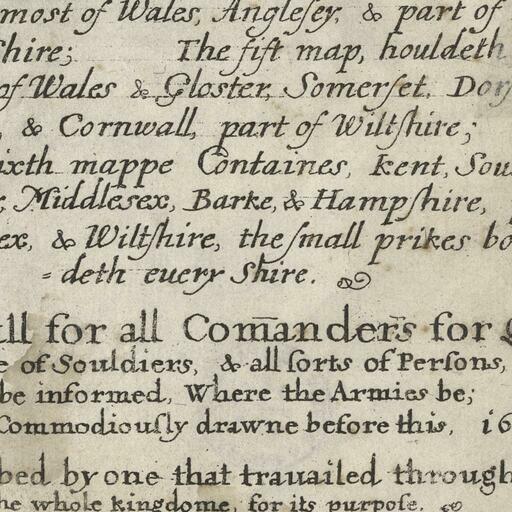 most of Wales, Anglesey, & part of
shire; The fift map, houldeth
of Wales & Gloster, Somerset, Dor
, & Cornwall, part of Wiltshire;
ixth mappe Containes, kent, Sou
, Middlesex, Barke, & Hampshire,
ex, & Wiltshire, the small prikes bo
=deth euery Shire.
ll for all Com̄anders for
e of Souldiers, & all sorts of Persons,
be informed, Where the Armies be;
Commodiously drawne before this, 16
bed by one that trauailed through
he whole kingdome, for its purpose.